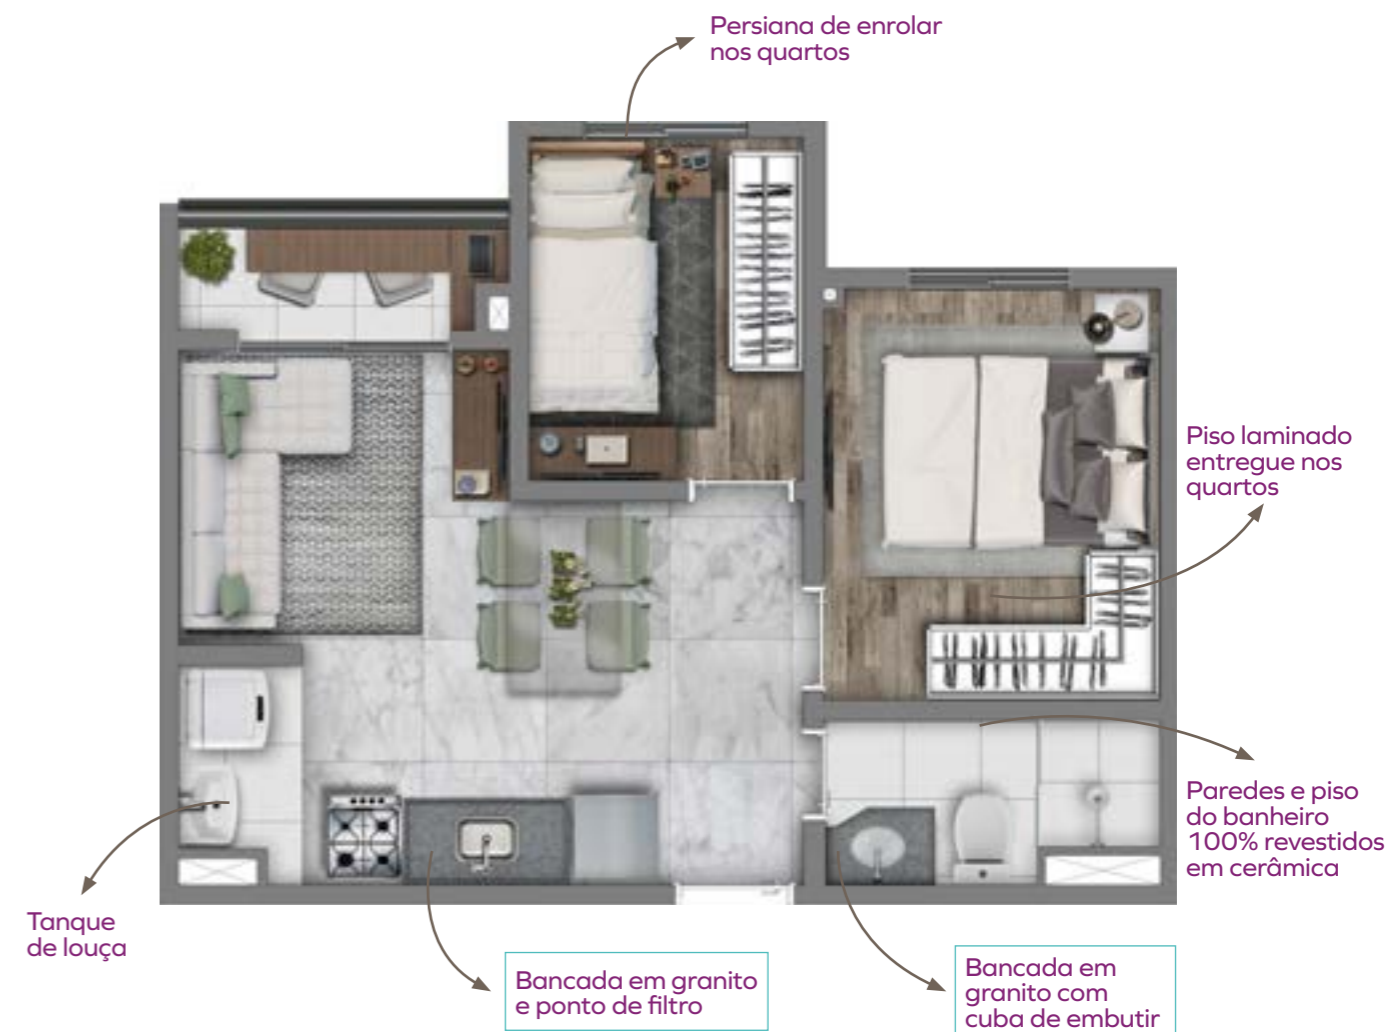 Persiana de enrolar
nos quartos
Piso laminado
entregue nos
quartos
Paredes e piso
do banheiro
100% revestidos
em cerâmica
Tanque
de louça
Bancada em granito
e ponto de filtro
Bancada em
granito com
cuba de embutir